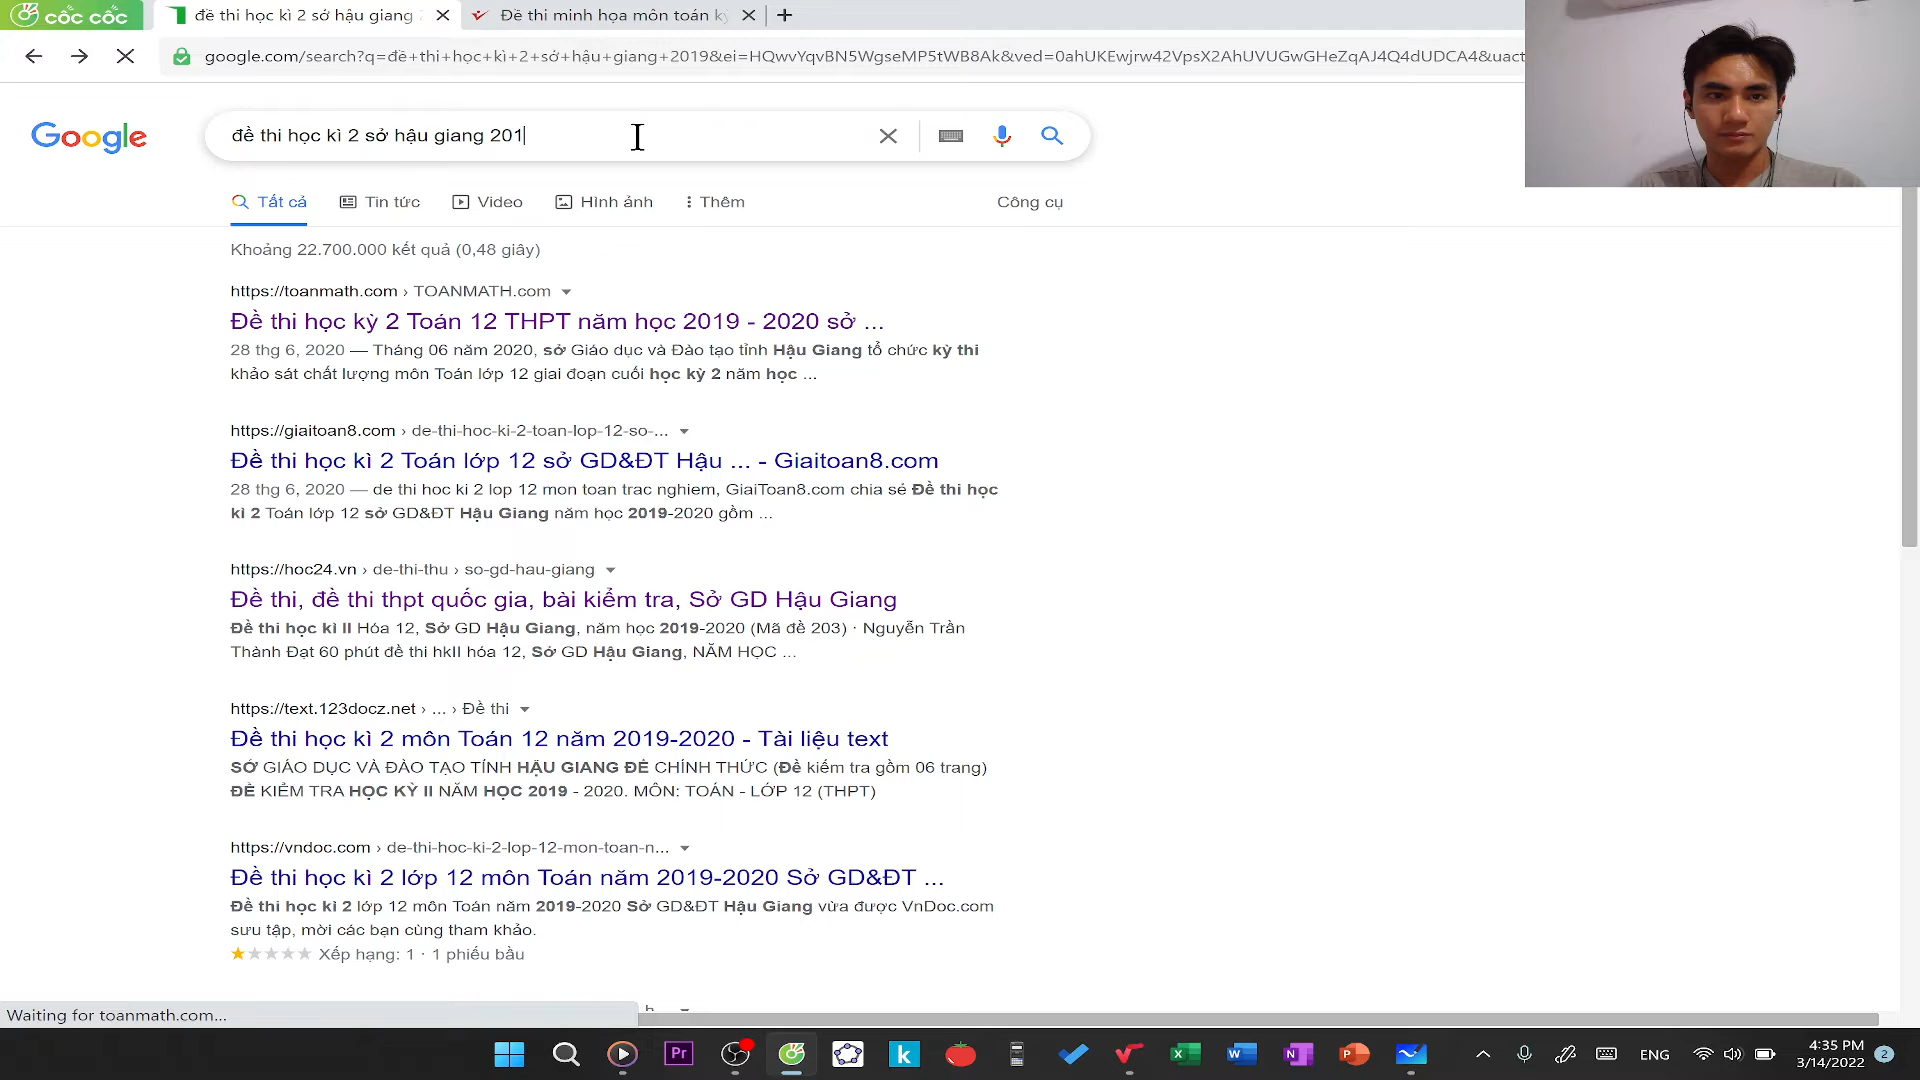 cốc cốc
đề thi học kì 2 sở hậu giang 2
Đề thi minh họa môn toán kỳ
google.com/search?q=đề+thi+học+kì+2+sở+hậu+giang+2019&ei=HQwvYqvBN5WgseMP5tWB8Ak&ved=0ahUKEwjrw42VpsX2AhUVUGwGHeZqAJ4Q4dUDCA4&uact
Google
đề thi học kì 2 sở hậu giang 201
Tất cả
Tin tức
Video
Hình ảnh
Thêm
Công cụ
Khoảng 22.700.000 kết quả (0,48 giây)
https://toanmath.com › TOANMATH.com
Đề thi học kỳ 2 Toán 12 THPT năm học 2019 - 2020 sở ...
28 thg 6, 2020 — Tháng 06 năm 2020, sở Giáo dục và Đào tạo tỉnh Hậu Giang tổ chức kỳ thi
khảo sát chất lượng môn Toán lớp 12 giai đoạn cuối học kỳ 2 năm học ...
https://giaitoan8.com › de-thi-hoc-ki-2-toan-lop-12-so-...
Đề thi học kì 2 Toán lớp 12 sở GD&ĐT Hậu ... - Giaitoan8.com
28 thg 6, 2020 — de thi hoc ki 2 lop 12 mon toan trac nghiem, GiaiToan8.com chia sẻ Đề thi học
kì 2 Toán lớp 12 sở GD&ĐT Hậu Giang năm học 2019-2020 gồm ...
https://hoc24.vn › de-thi-thu › so-gd-hau-giang
Đề thi, đề thi thpt quốc gia, bài kiểm tra, Sở GD Hậu Giang
Đề thi học kì II Hóa 12, Sở GD Hậu Giang, năm học 2019-2020 (Mã đề 203) · Nguyễn Trần
Thành Đạt 60 phút đề thi hkII hóa 12, Sở GD Hậu Giang, NĂM HỌC ...
https://text.123docz.net › ... › Đề thi
Đề thi học kì 2 môn Toán 12 năm 2019-2020 - Tài liệu text
SỞ GIÁO DỤC VÀ ĐÀO TẠO TỈNH HẬU GIANG ĐỀ CHÍNH THỨC (Đề kiểm tra gồm 06 trang)
ĐỀ KIỂM TRA HỌC KỲ II NĂM HỌC 2019 - 2020. MÔN: TOÁN - LỚP 12 (THPT)
https://vndoc.com › de-thi-hoc-ki-2-lop-12-mon-toan-n...
Đề thi học kì 2 lớp 12 môn Toán năm 2019-2020 Sở GD&ĐT ...
Đề thi học kì 2 lớp 12 môn Toán năm 2019-2020 Sở GD&ĐT Hậu Giang vừa được VnDoc.com
sưu tập, mời các bạn cùng tham khảo.
Xếp hạng: 1 · 1 phiếu bầu
Waiting for toanmath.com...
Pr
k
ENG
4:35 PM
3/14/2022
2